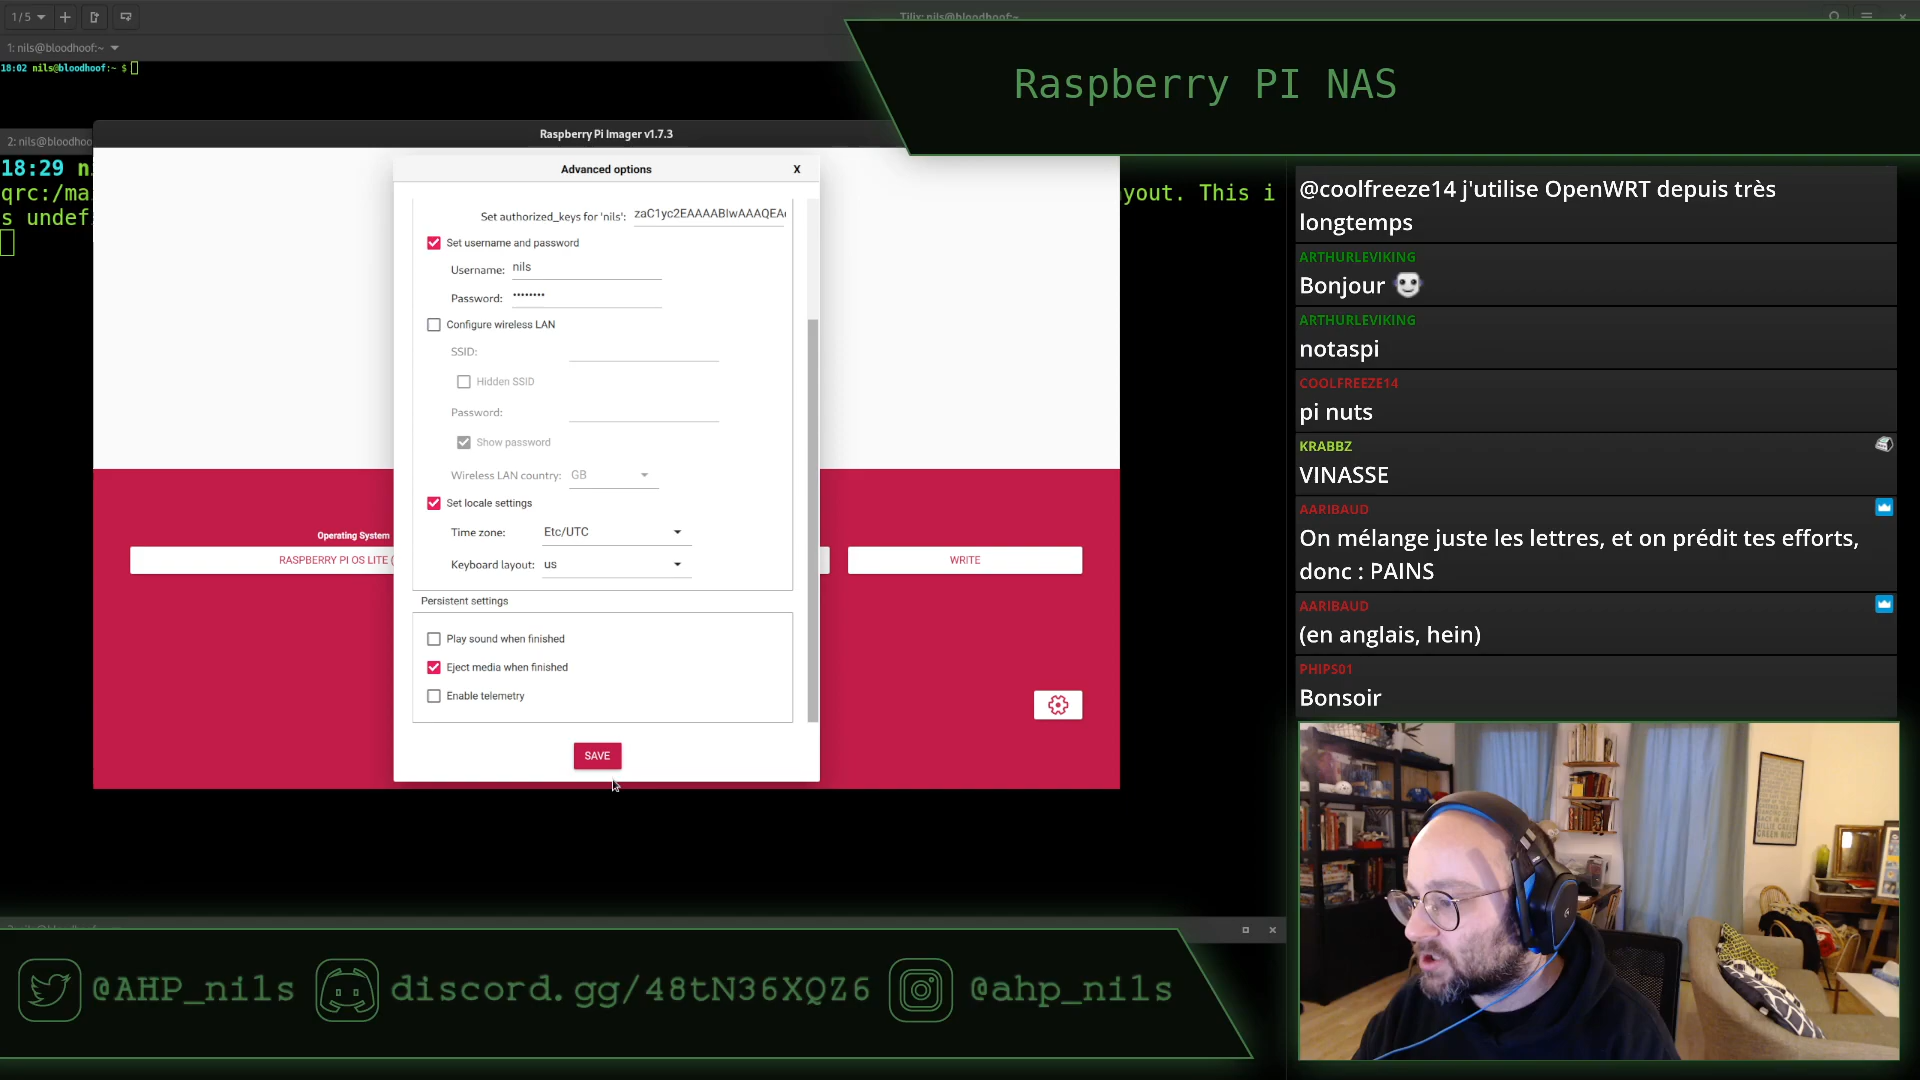 1 / 5
Tilix: nils@bloodhoof:~
1: nils@bloodhoof:~
18:02 nils@bloodhoof:~ $
Raspberry PI NAS
2: nils@bloodhoo
Raspberry Pi Imager v1.7.3
18:29 n
qrc:/ma
yout. This i
s undef
Advanced options
X
Set authorized_keys for 'nils':
zaC1yc2EAAAABIwAAAQEA
Set username and password
Username:
nils
Password:
••••••••
Configure wireless LAN
SSID:
Hidden SSID
Password:
Show password
Wireless LAN country:
GB
Set locale settings
Time zone:
Etc/UTC
Keyboard layout:
us
Persistent settings
Play sound when finished
Eject media when finished
Enable telemetry
SAVE
Operating System
RASPBERRY PI OS LITE (
WRITE
@coolfreeze14 j'utilise OpenWRT depuis très
longtemps
ARTHURLEVIKING
Bonjour
ARTHURLEVIKING
notaspi
COOLFREEZE14
pi nuts
KRABBZ
VINASSE
AARIBAUD
On mélange juste les lettres, et on prédit tes efforts,
donc : PAINS
AARIBAUD
(en anglais, hein)
PHIPS01
Bonsoir
@AHP_nils
discord.gg/48tN36XQZ6
@ahp_nils